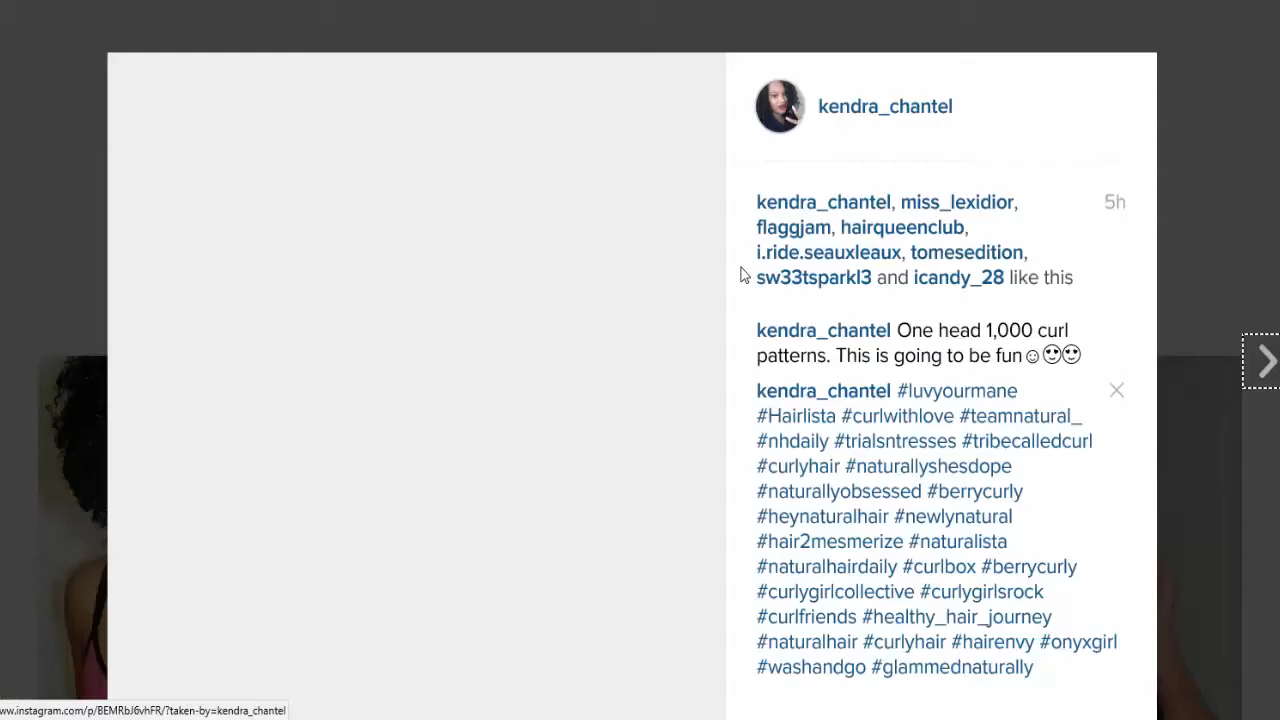 kendra_chantel
kendra_chantel, miss_lexidior,
5h
flaggjam, hairqueenclub,
i.ride.seauxleaux, tomesedition,
sw33tsparkl3 and icandy_28 like this
kendra_chantel One head 1,000 curl
patterns. This is going to be fun☺😍😍
kendra_chantel #luvyourmane
#Hairlista #curlwithlove #teamnatural_
#nhdaily #trialsntresses #tribecalledcurl
#curlyhair #naturallyshesdope
#naturallyobsessed #berrycurly
#heynaturalhair #newlynatural
#hair2mesmerize #naturalista
#naturalhairdaily #curlbox #berrycurly
#curlygirlcollective #curlygirlsrock
#curlfriends #healthy_hair_journey
#naturalhair #curlyhair #hairenvy #onyxgirl
#washandgo #glammednaturally
ww.instagram.com/p/BEMRbJ6vhFR/?taken-by=kendra_chantel